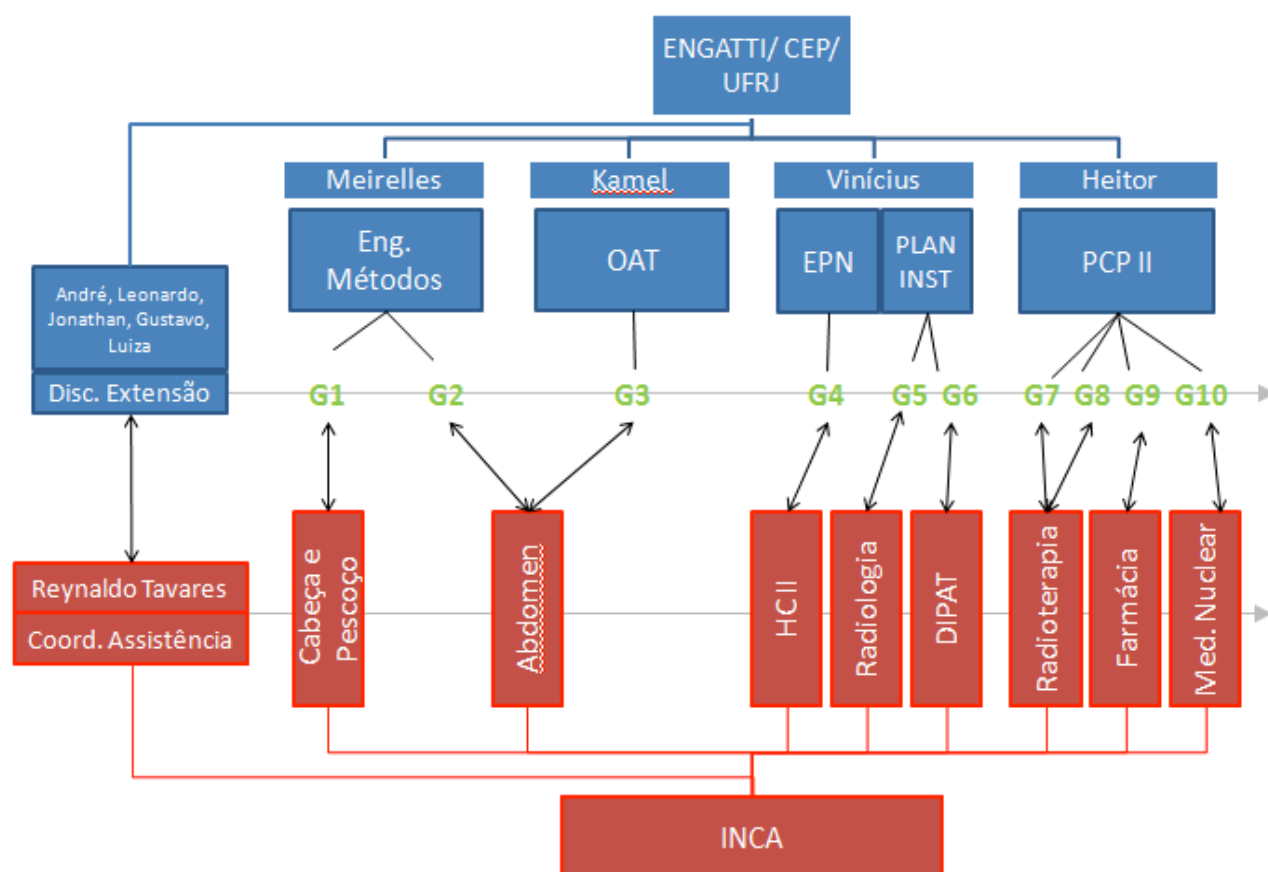 ENGATTI/ CEP/
UFRJ
Meirelles
Kamel
Vinícius
Heitor
Eng.
Métodos
OAT
EPN
PLAN
INST
PCP II
André, Leonardo,
Jonathan, Gustavo,
Luiza
Disc. Extensão
G1
G2
G3
G4
G5
G6
G7
G8
G9
G10
Reynaldo Tavares
Coord. Assistência
Cabeça e
Pescoço
Abdomen
HC II
Radiologia
DIPAT
Radioterapia
Farmácia
Med. Nuclear
INCA